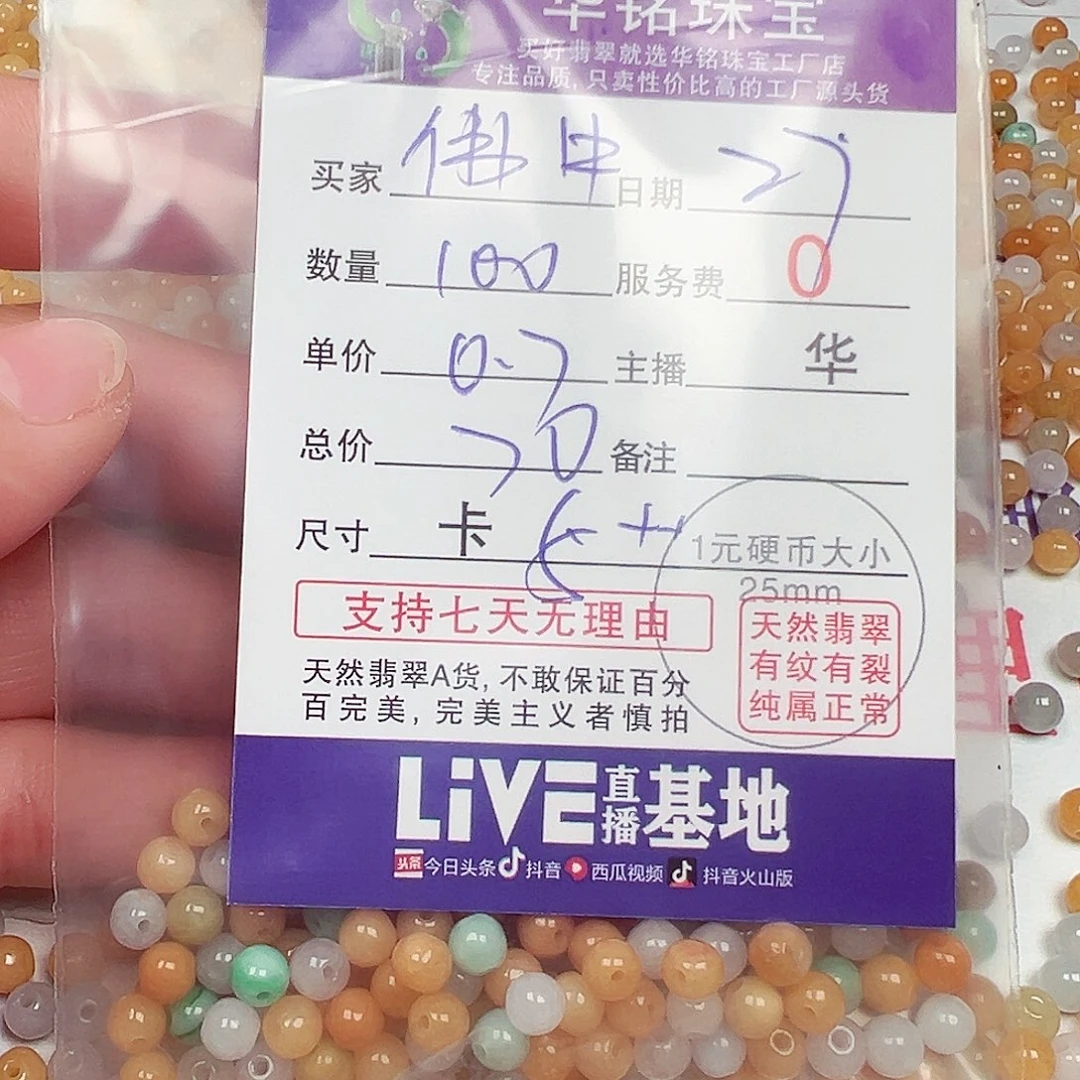 华铭珠宝
买好翡翠就选华铭珠宝工厂店
专注品质,只卖性价比高的工厂源头货
买家 日期
数量 100 服务费 0
单价 0.7 主播 华
总价 70 备注
尺寸 卡
1元硬币大小
25mm
支持七天无理由
天然翡翠
有纹有裂
纯属正常
天然翡翠A货,不敢保证百分
百完美,完美主义者慎拍
LiVE直播基地
头条 今日头条 抖音 西瓜视频 抖音火山版